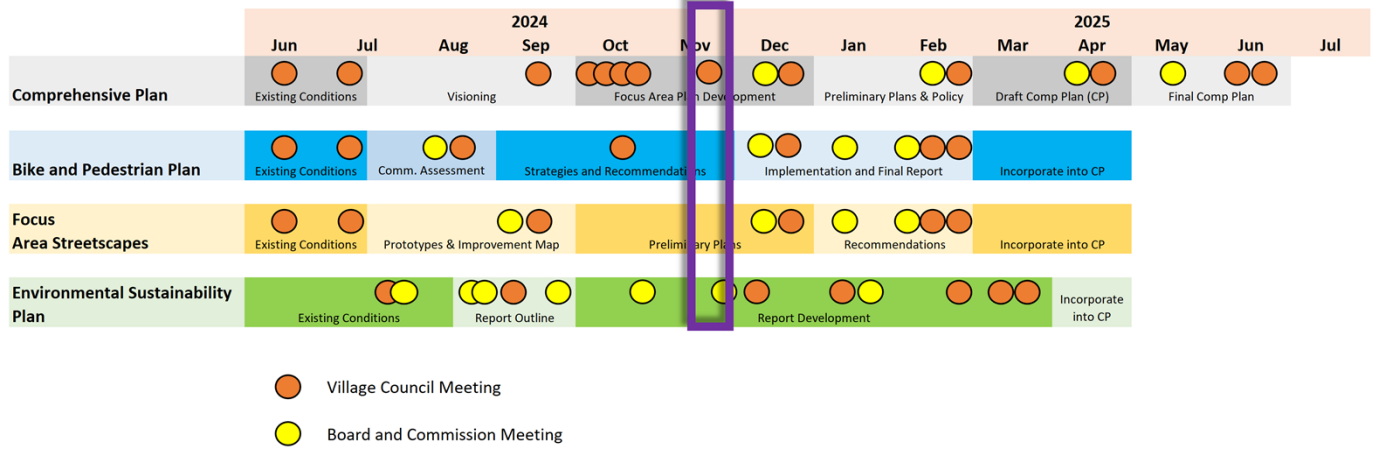 2024 2025
Jun Jul Aug Sep Oct Nov Dec Jan Feb Mar Apr May Jun Jul
Comprehensive Plan Existing Conditions Visioning Focus Area Plan Development Preliminary Plans & Policy Draft Comp Plan (CP) Final Comp Plan
Bike and Pedestrian Plan Existing Conditions Comm. Assessment Strategies and Recommendations Implementation and Final Report Incorporate into CP
Focus
Area Streetscapes Existing Conditions Prototypes & Improvement Map Preliminary Plans Recommendations Incorporate into CP
Environmental Sustainability Incorporate
Plan Existing Conditions Report Outline Report Development into CP
Village Council Meeting
Board and Commission Meeting